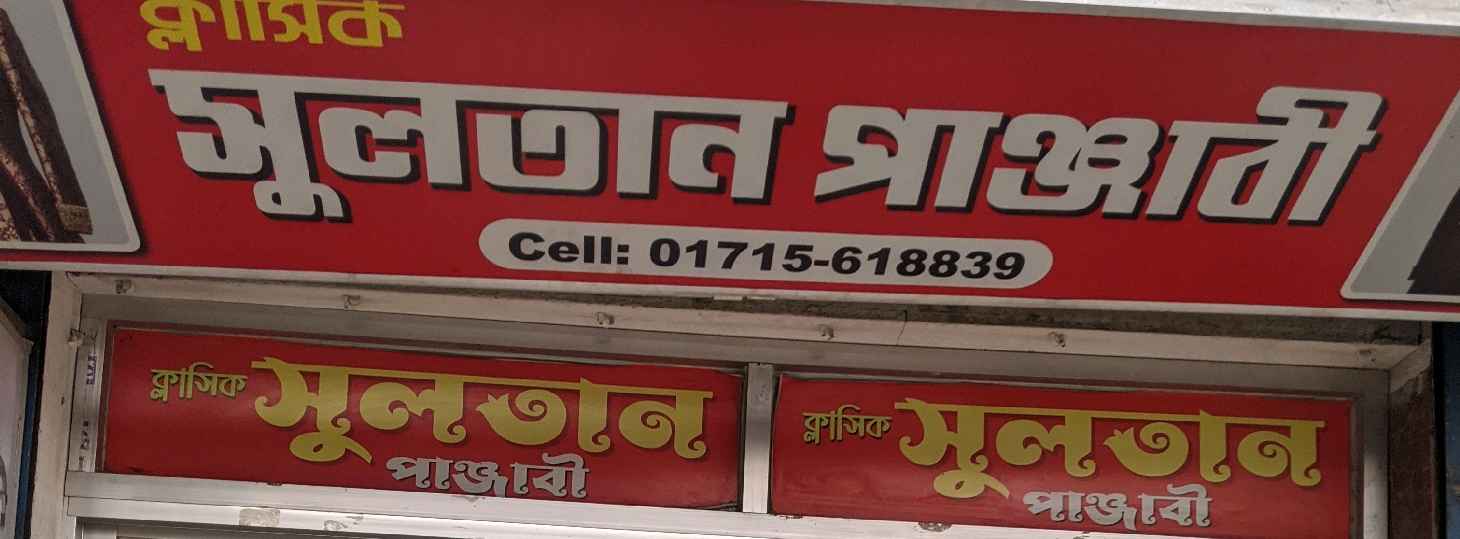 ক্লাসিক
সুলতান পাঞ্জাবী
Cell: 01715-618839
ক্লাসিক সুলতান
পাঞ্জাবী
ক্লাসিক সুলতান
পাঞ্জাবী